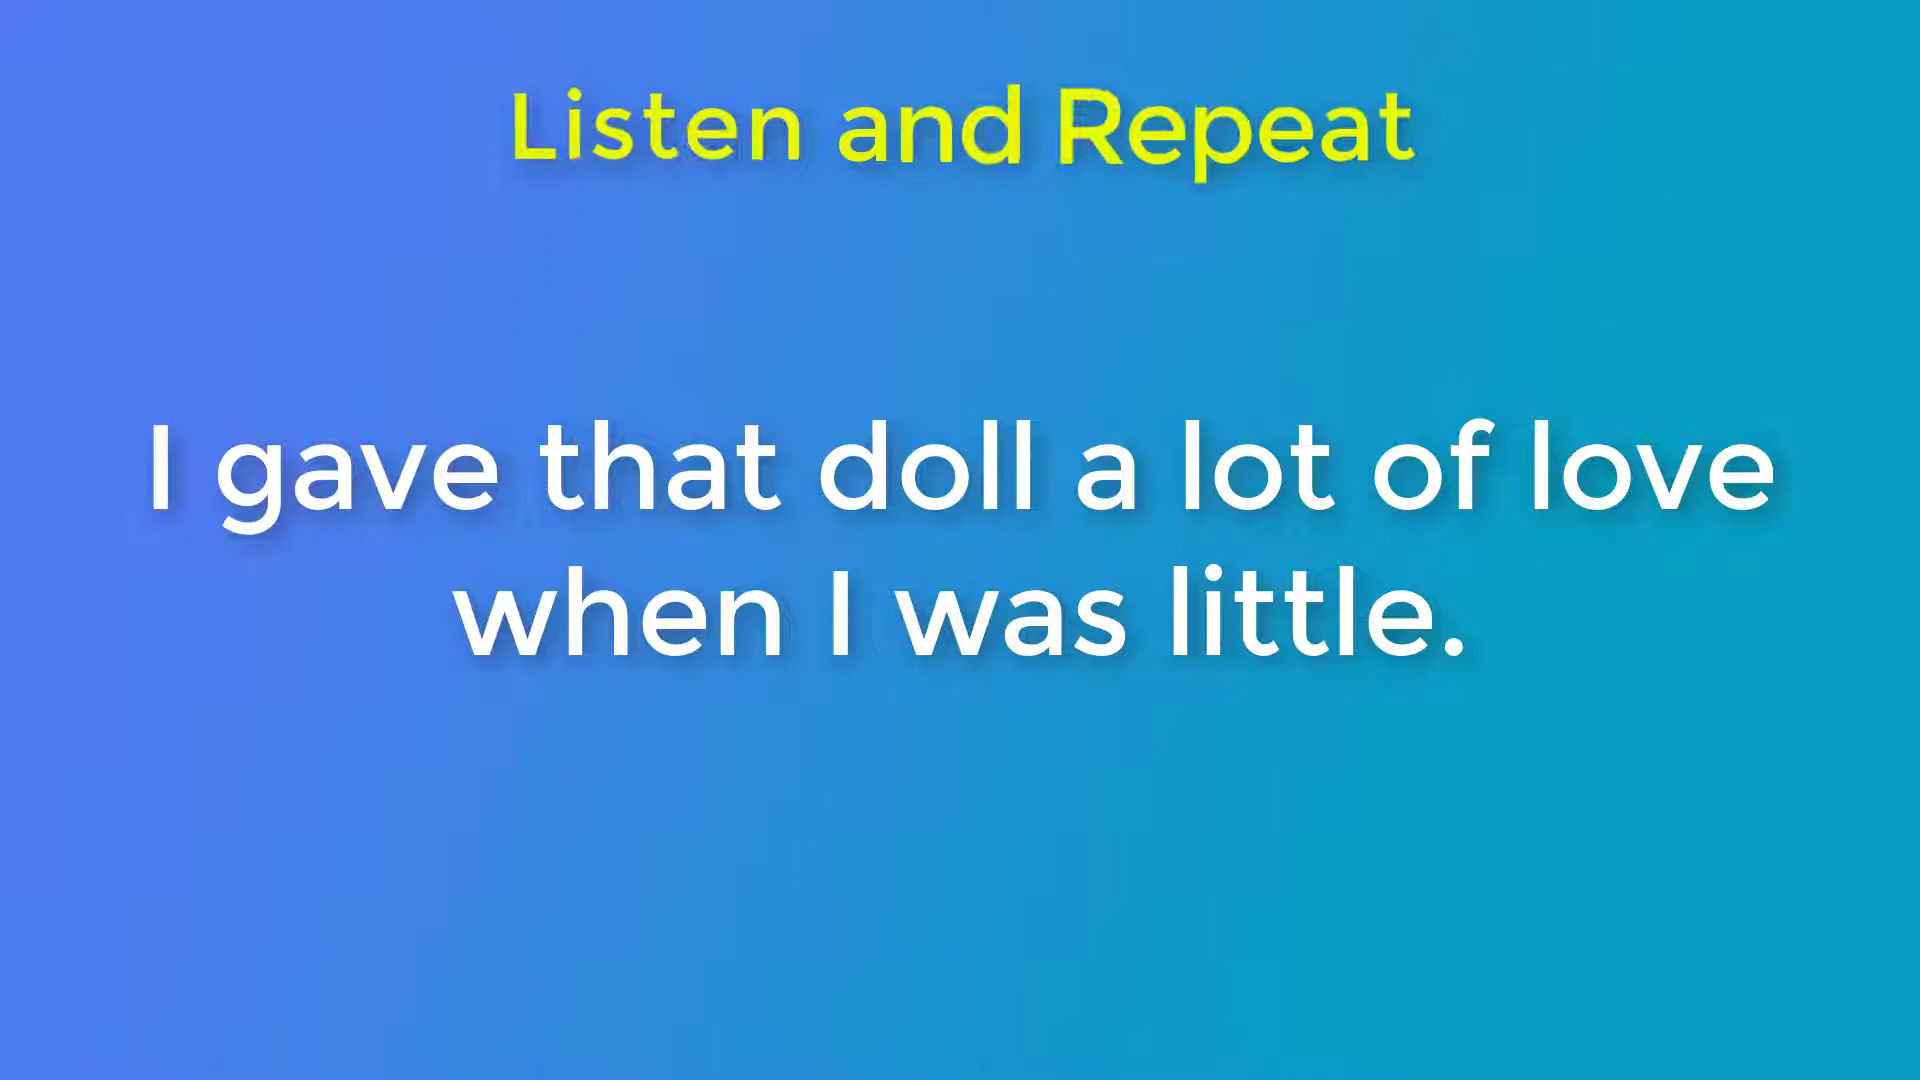 Listen and Repeat
I gave that doll a lot of love
when I was little.